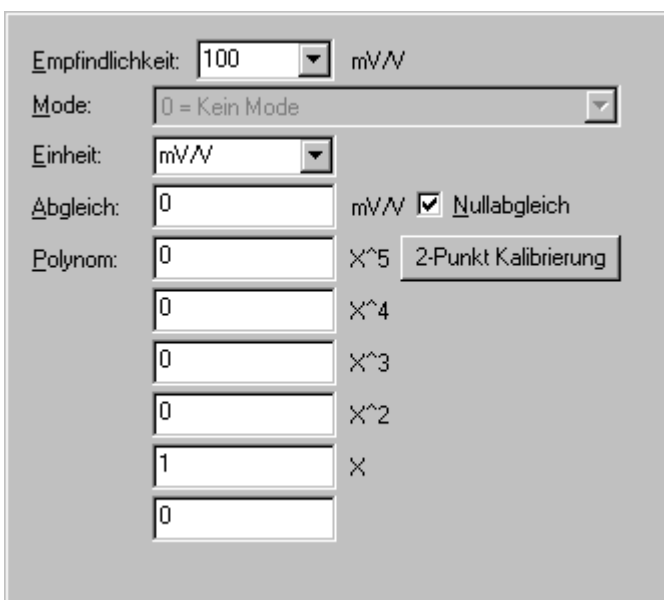 Empfindlichkeit: 100 mV/V
Mode: 0 = Kein Mode
Einheit: mV/V
Abgleich: 0 mV/V Nullabgleich
Polynom: 0 X^5 2-Punkt Kalibrierung
0 X^4
0 X^3
0 X^2
1 X
0